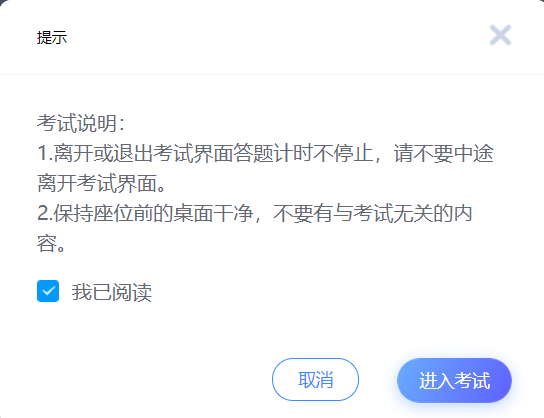 提示
考试说明：
1.离开或退出考试界面答题计时不停止，请不要中途
离开考试界面。
2.保持座位前的桌面干净，不要有与考试无关的内
容。
我已阅读
取消
进入考试